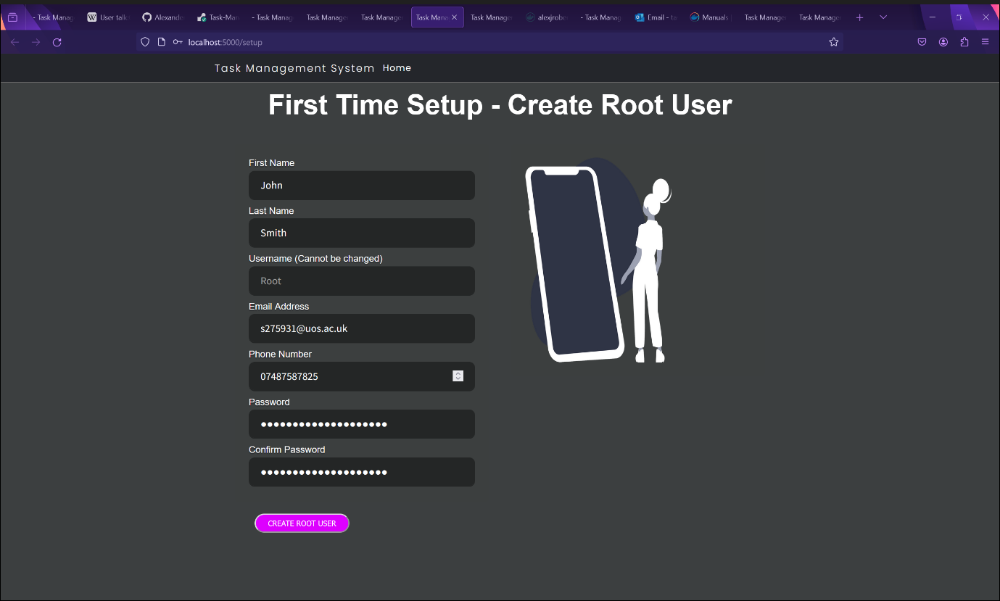 - Task Manag
User talk:
Alexande
Task-Man
- Task Manag
Task Manage
Task Manage
Task Mana
Task Manage
alexjrobe
- Task Manag
Email - ta
Manuals |
Task Manage
Task Manage
localhost:5000/setup
Task Management System Home
First Time Setup - Create Root User
First Name
John
Last Name
Smith
Username (Cannot be changed)
Root
Email Address
s275931@uos.ac.uk
Phone Number
07487587825
Password
Confirm Password
CREATE ROOT USER